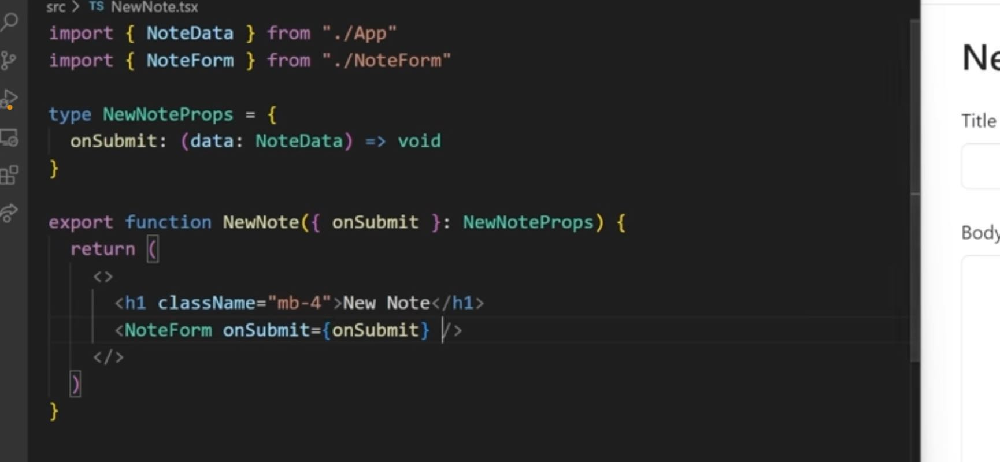 src > TS NewNote.tsx
import { NoteData } from "./App"
import { NoteForm } from "./NoteForm"
type NewNoteProps = {
onSubmit: (data: NoteData) => void
}
export function NewNote({ onSubmit }: NewNoteProps) {
return (
<>
<h1 className="mb-4">New Note</h1>
<NoteForm onSubmit={onSubmit} />
</>
)
}
Ne
Title
Body